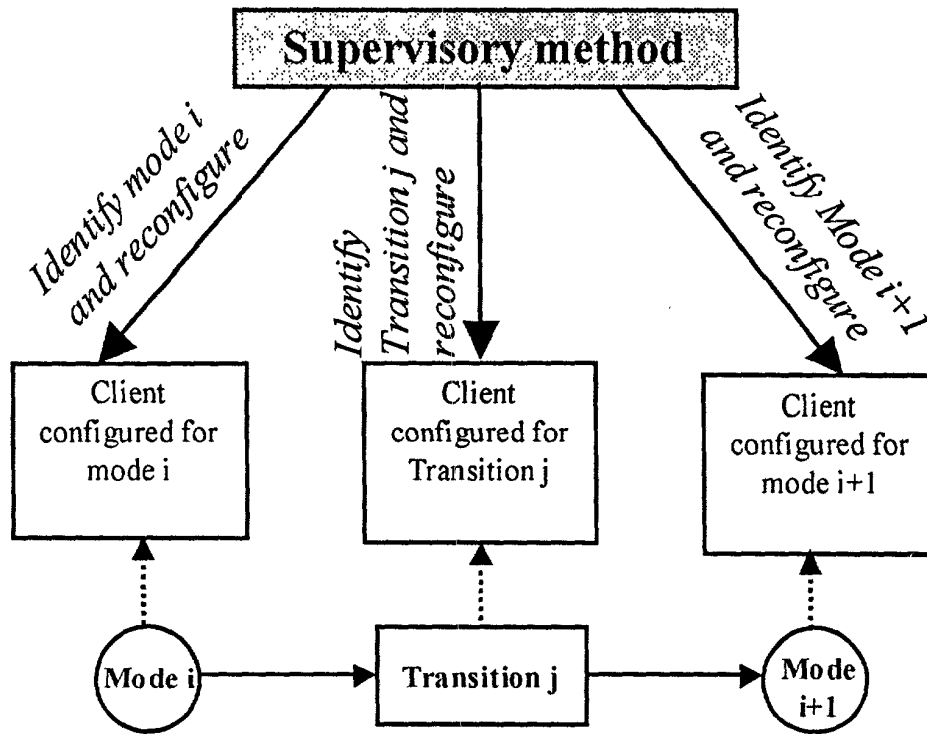 Supervisory method
Identify mode i
and reconfigure
Identify
Transition j and
reconfigure
Identify Mode i+1
and reconfigure
Client
configured for
mode i
Client
configured for
Transition j
Client
configured for
mode i+1
Mode i
Transition j
Mode
i+1